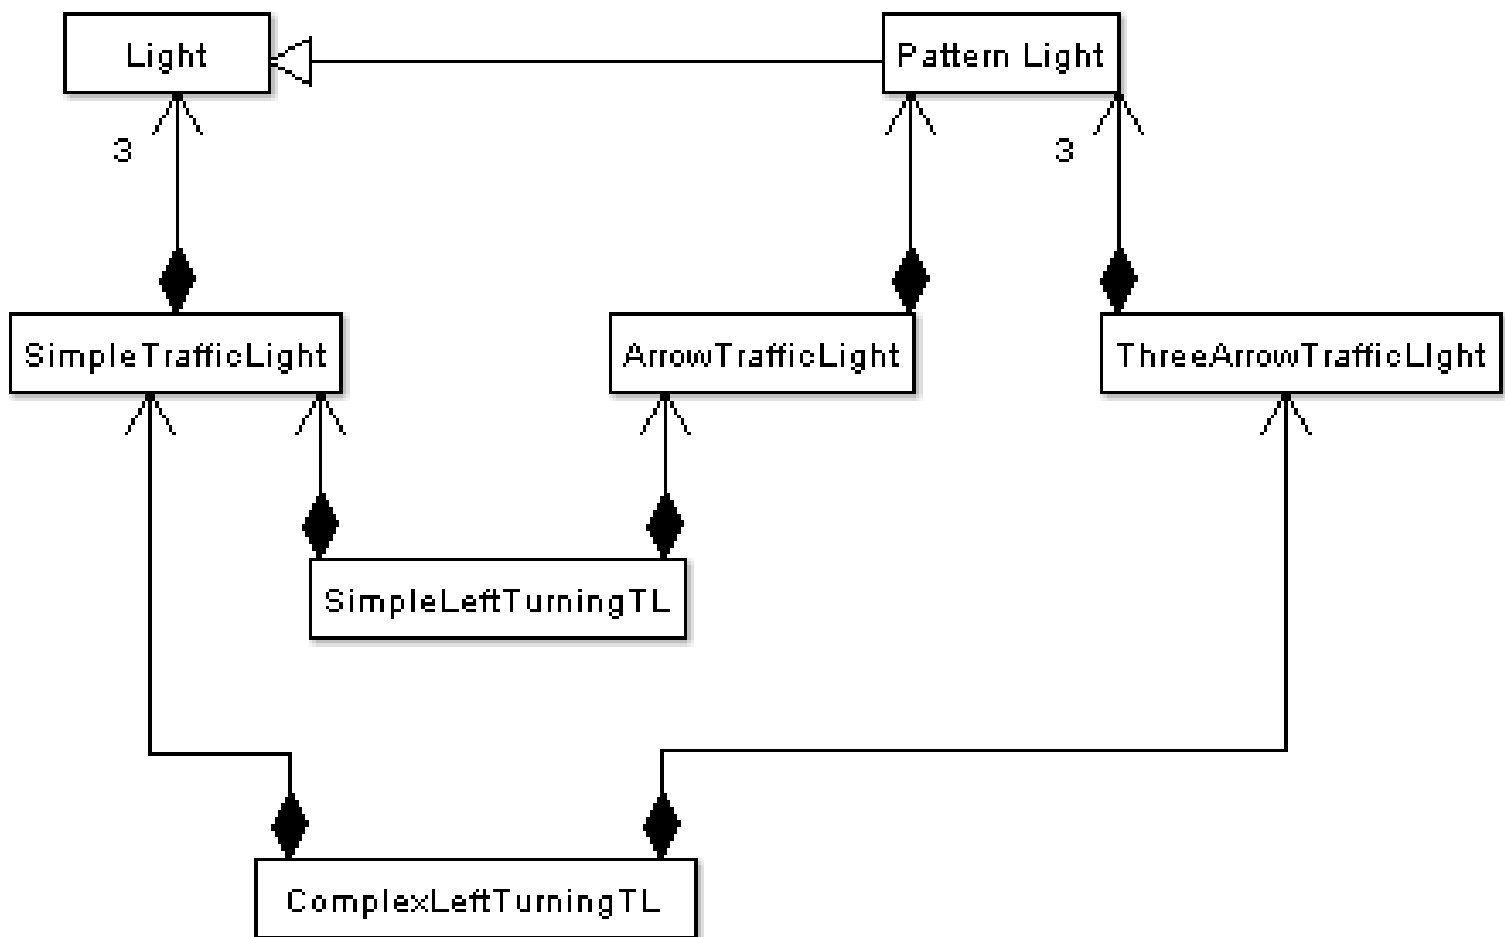 Light
Pattern Light
3
3
SimpleTrafficLight
ArrowTrafficLight
ThreeArrowTrafficLIght
SimpleLeftTurningTL
ComplexLeftTurningTL